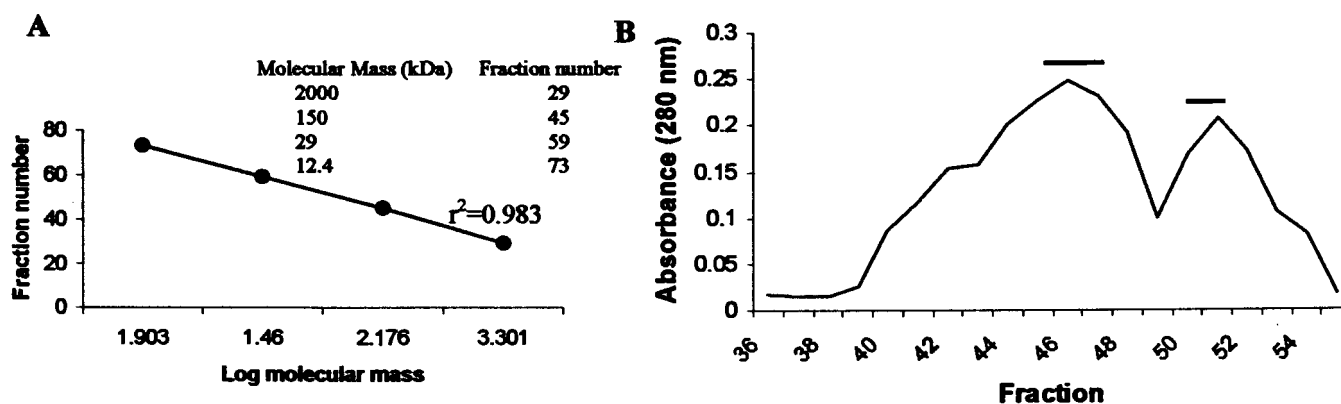 A
Molecular Mass (kDa) Fraction number
2000 29
150 45
29 59
12.4 73
80
60
40
20
0
Fraction number
r²=0.983
1.903 1.46 2.176 3.301
Log molecular mass
B
0.3
0.25
0.2
0.15
0.1
0.05
0
Absorbance (280 nm)
36 38 40 42 44 46 48 50 52 54
Fraction